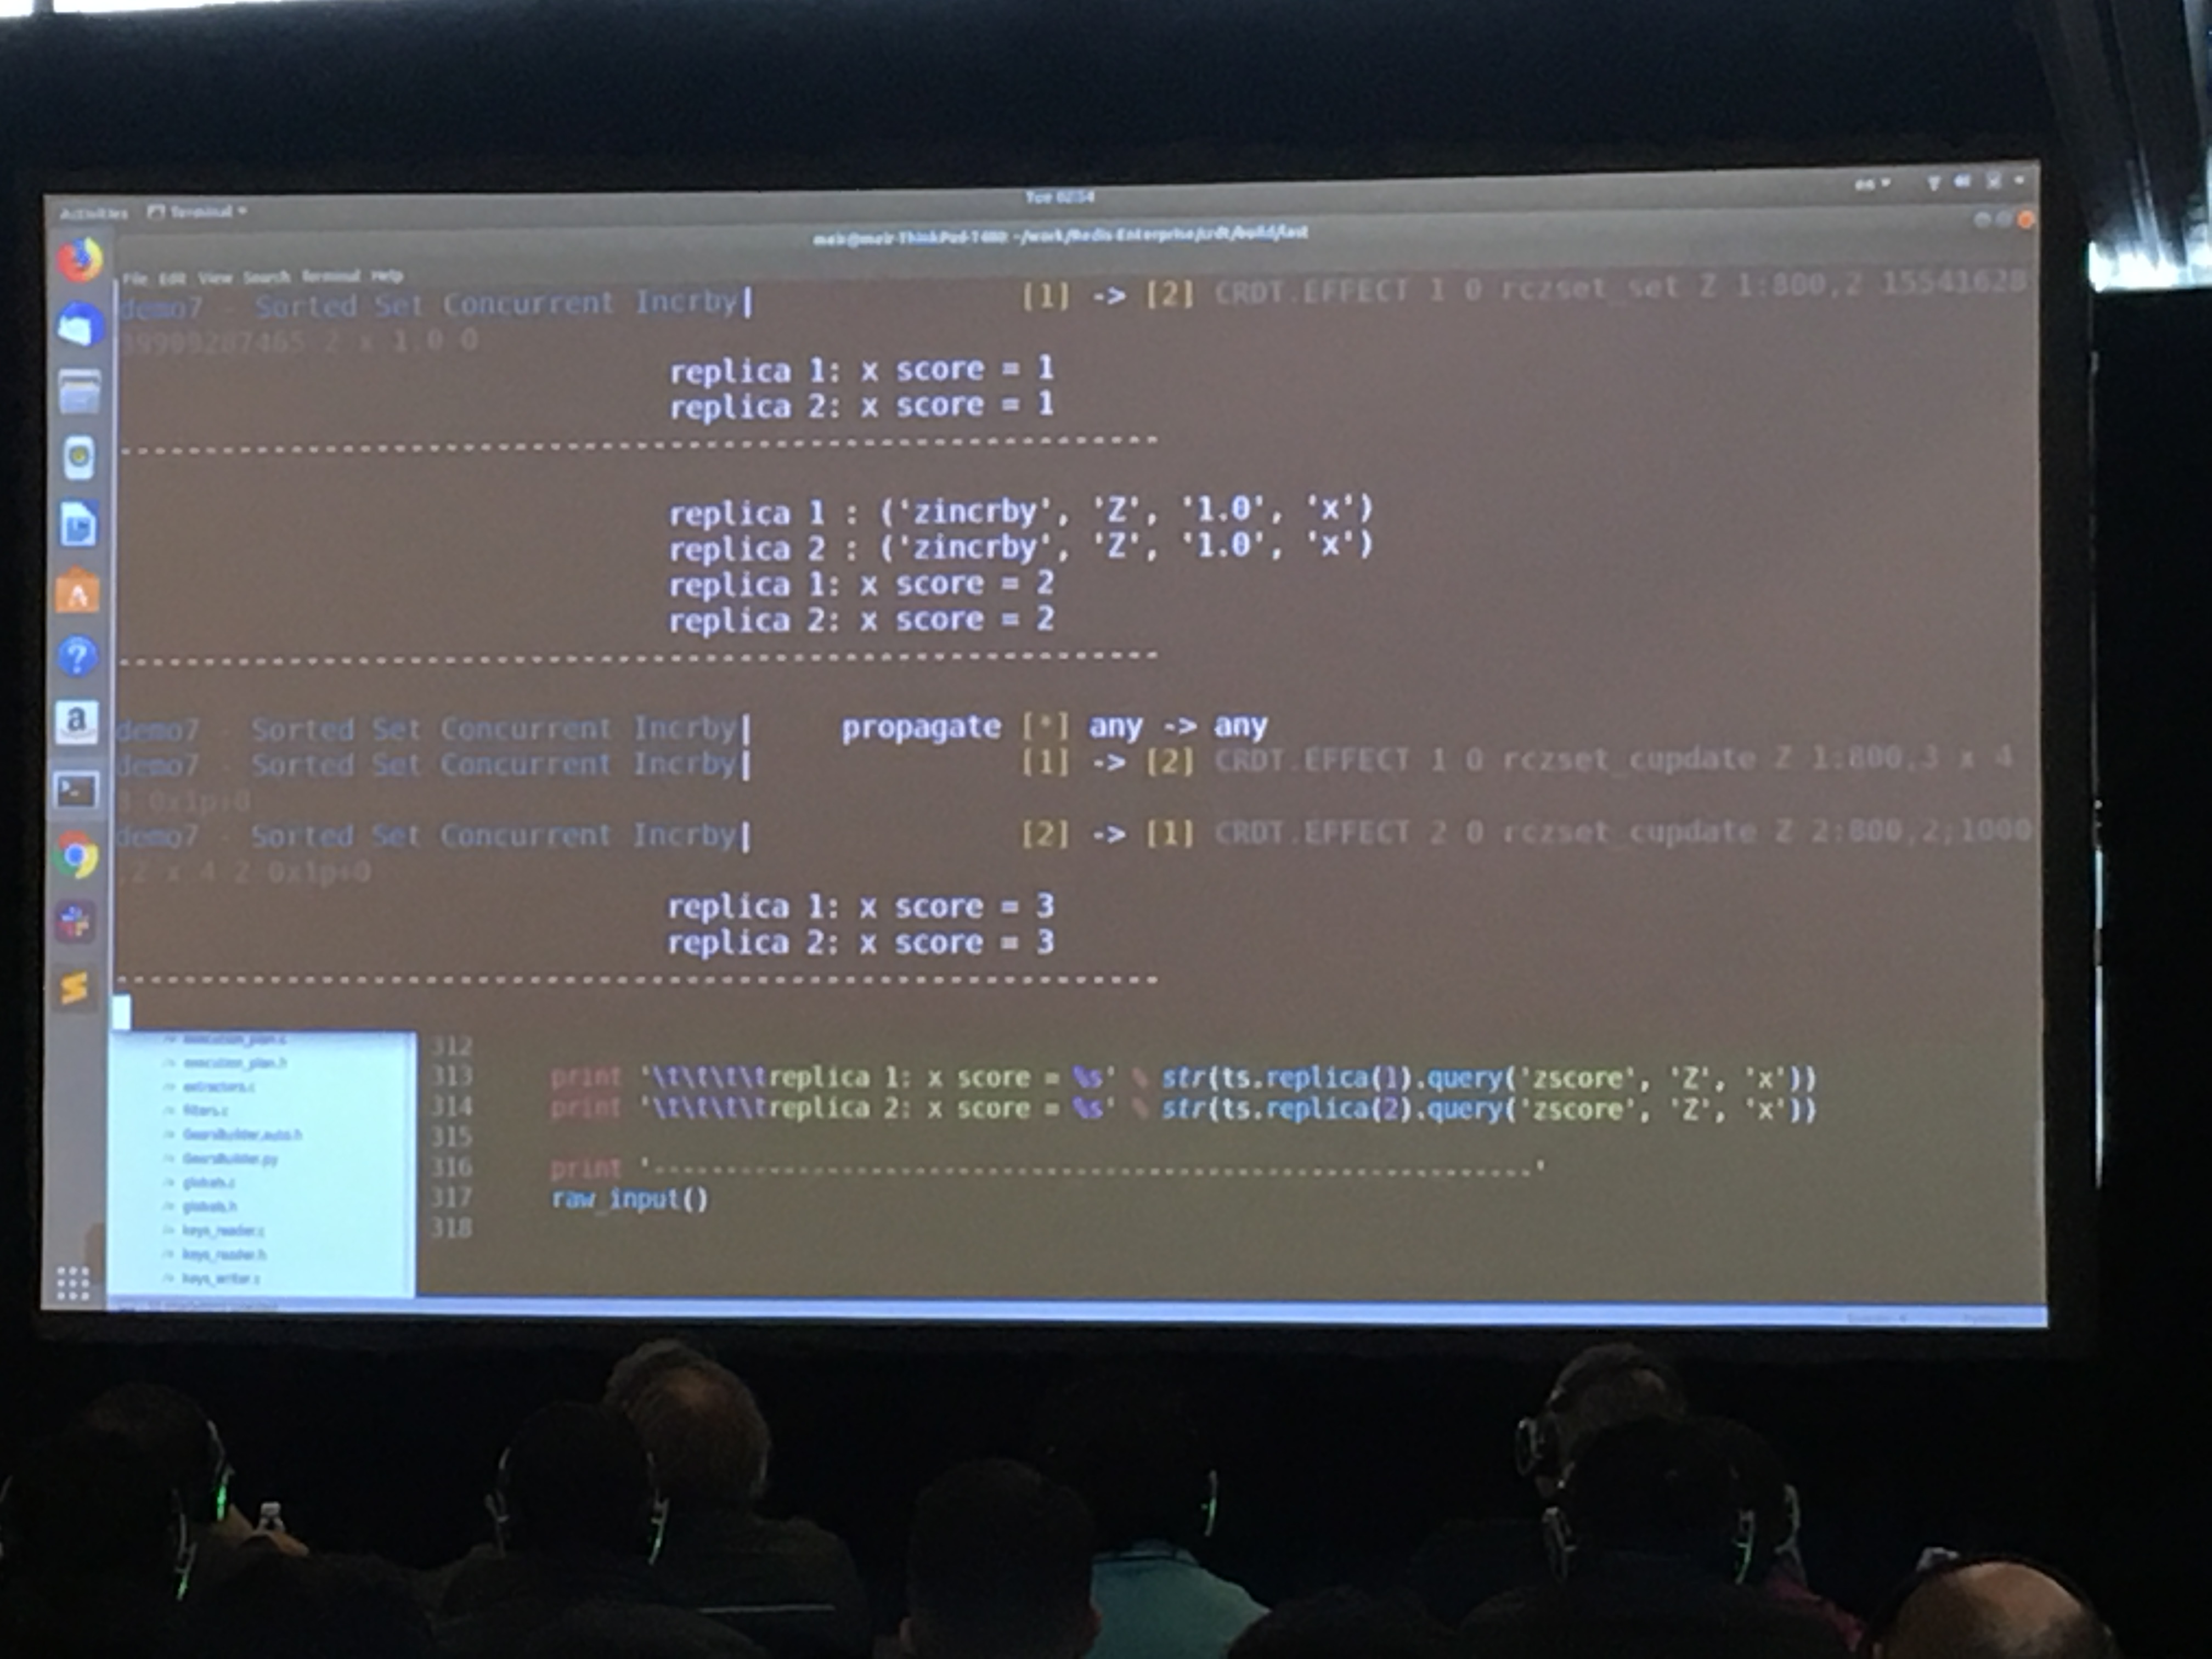 Activities Terminal
meir@meir-ThinkPad-T480: ~/work/Redis-Enterprise/crdt/build/last
File Edit View Search Terminal Help
demo7 - Sorted Set Concurrent Incrby| [1] -> [2] CRDT.EFFECT 1 0 rczset_set Z 1:800,2 15541628
2 x 1.0 0
replica 1: x score = 1
replica 2: x score = 1
------------------------------------------------------------
replica 1 : ('zincrby', 'Z', '1.0', 'x')
replica 2 : ('zincrby', 'Z', '1.0', 'x')
replica 1: x score = 2
replica 2: x score = 2
------------------------------------------------------------
demo7 - Sorted Set Concurrent Incrby| propagate [*] any -> any
demo7 - Sorted Set Concurrent Incrby| [1] -> [2] CRDT.EFFECT 1 0 rczset_cupdate Z 1:800,3 x 4
0x1p+0
demo7 - Sorted Set Concurrent Incrby| [2] -> [1] CRDT.EFFECT 2 0 rczset_cupdate Z 2:800,2;1000
,2 x 4 2 0x1p+0
replica 1: x score = 3
replica 2: x score = 3
------------------------------------------------------------
execution_plan.c
execution_plan.h
extractors.c
filters.c
GearsBuilder.auto.h
GearsBuilder.py
globals.c
globals.h
keys_reader.c
keys_reader.h
keys_writer.c
312
313 print '\t\t\t\treplica 1: x score = %s' % str(ts.replica(1).query('zscore', 'Z', 'x'))
314 print '\t\t\t\treplica 2: x score = %s' % str(ts.replica(2).query('zscore', 'Z', 'x'))
315
316 print '------------------------------------------------------------'
317 raw_input()
318